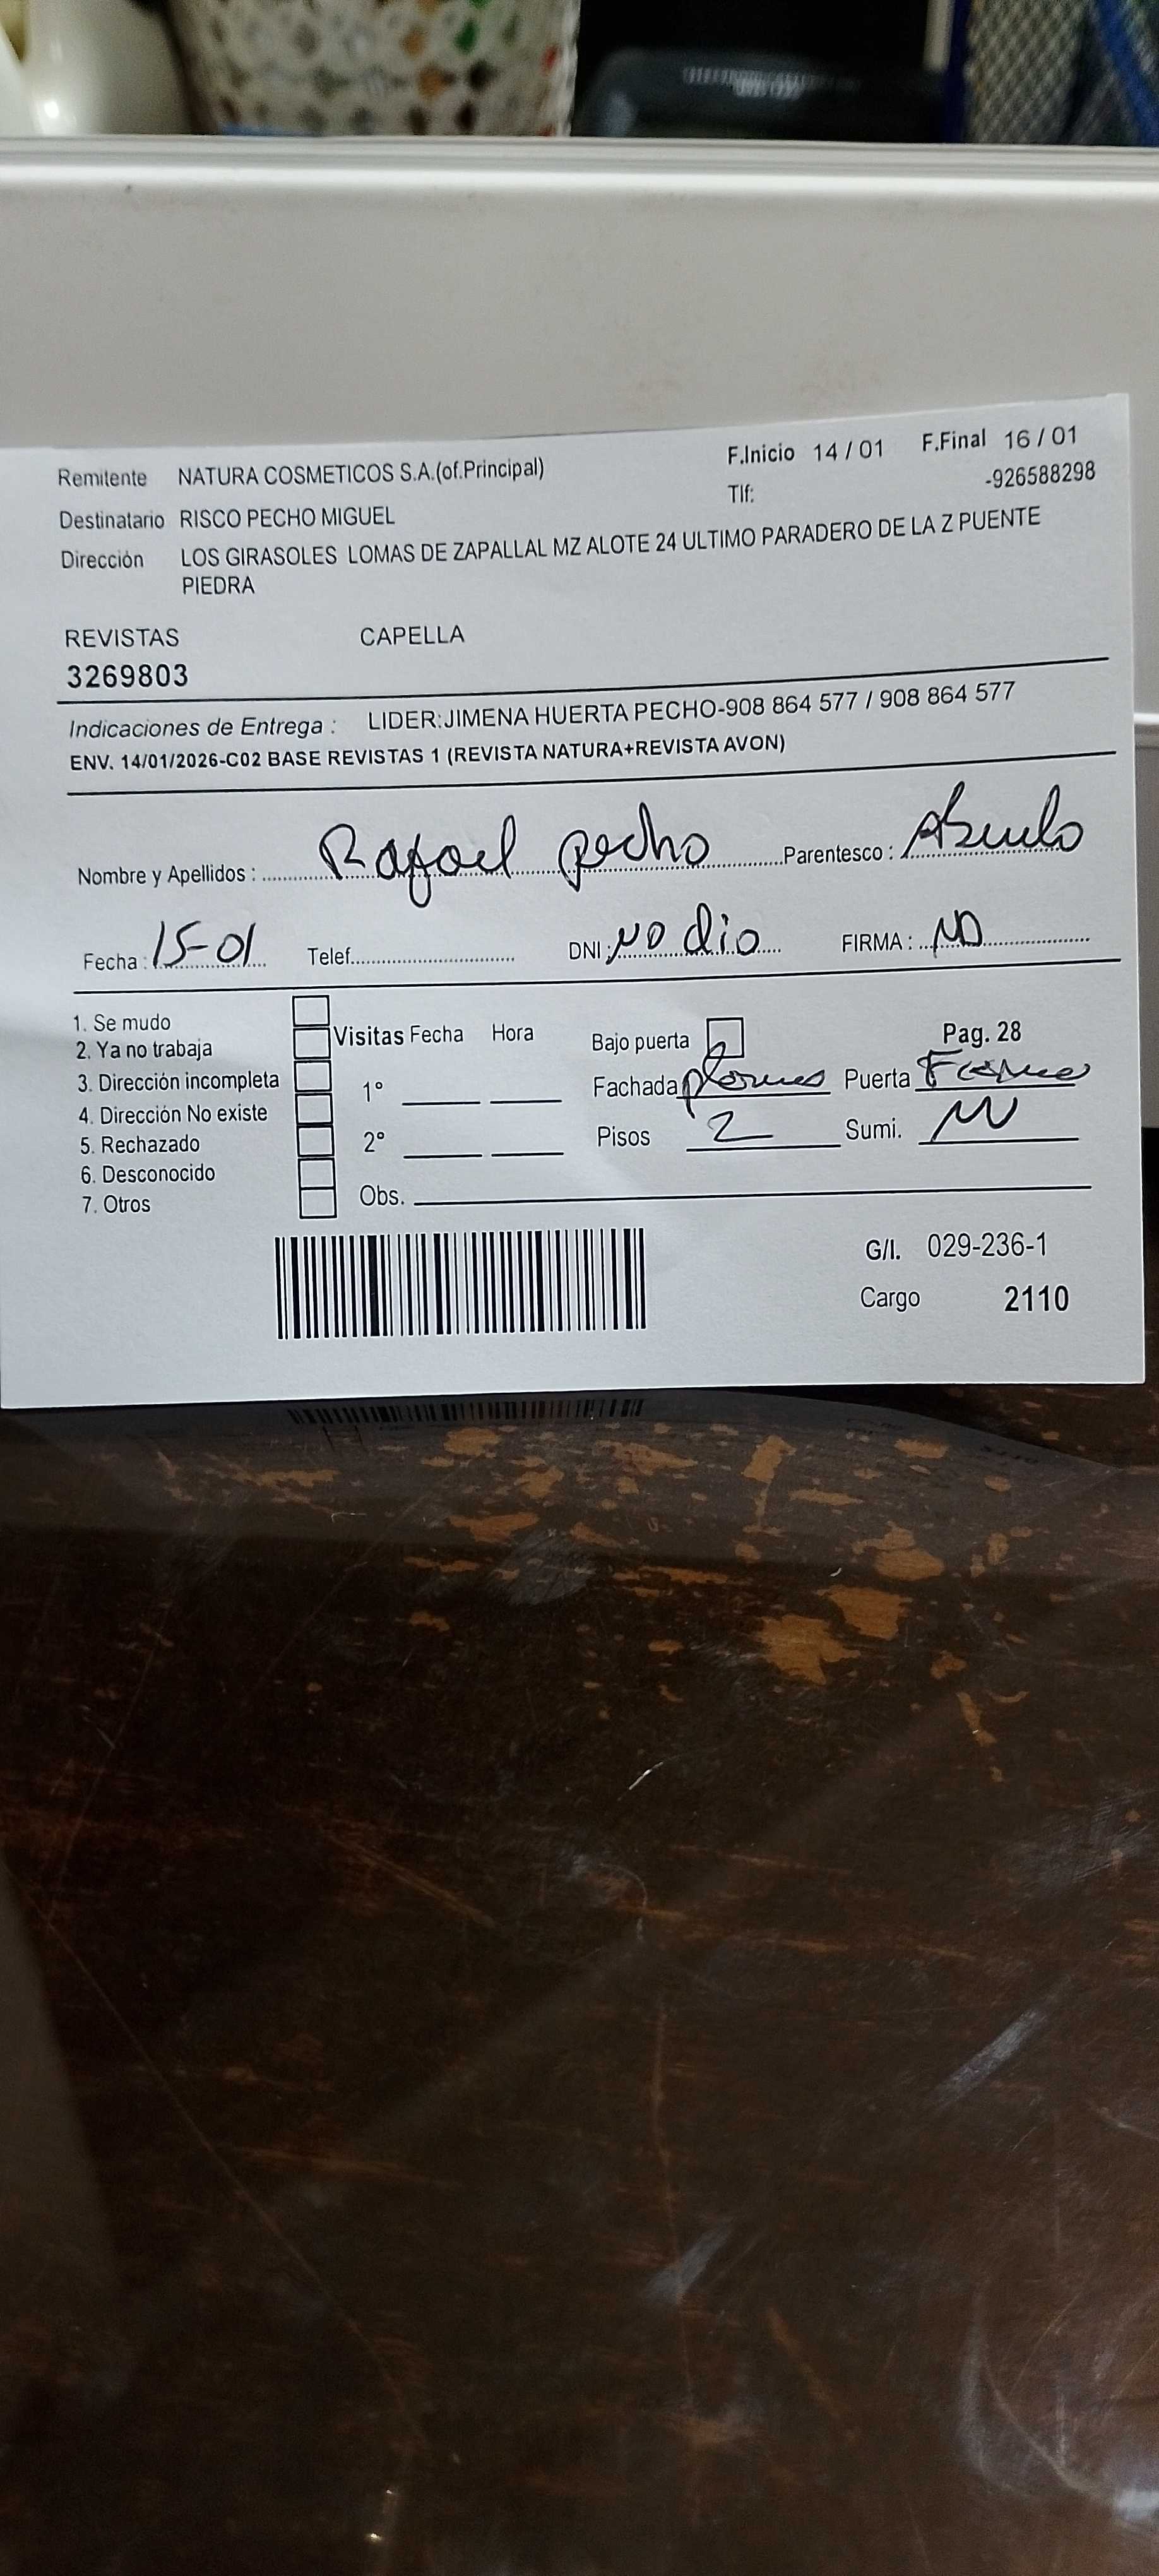 Remitente NATURA COSMETICOS S.A.(of.Principal) F.Inicio 14 / 01 F.Final 16 / 01
Tlf: -926588298
Destinatario RISCO PECHO MIGUEL
Dirección LOS GIRASOLES LOMAS DE ZAPALLAL MZ ALOTE 24 ULTIMO PARADERO DE LA Z PUENTE
PIEDRA
REVISTAS CAPELLA
3269803
Indicaciones de Entrega : LIDER:JIMENA HUERTA PECHO-908 864 577 / 908 864 577
ENV. 14/01/2026-C02 BASE REVISTAS 1 (REVISTA NATURA+REVISTA AVON)
Nombre y Apellidos : Rafael pecho Parentesco : Abuelo
Fecha : 15-01 Telef. DNI : NO dio FIRMA : ND
1. Se mudo
2. Ya no trabaja
3. Dirección incompleta
4. Dirección No existe
5. Rechazado
6. Desconocido
7. Otros
Visitas Fecha Hora
1°
2°
Obs.
Bajo puerta Pag. 28
Fachada Puerta
Pisos 2 Sumi.
G/I. 029-236-1
Cargo 2110